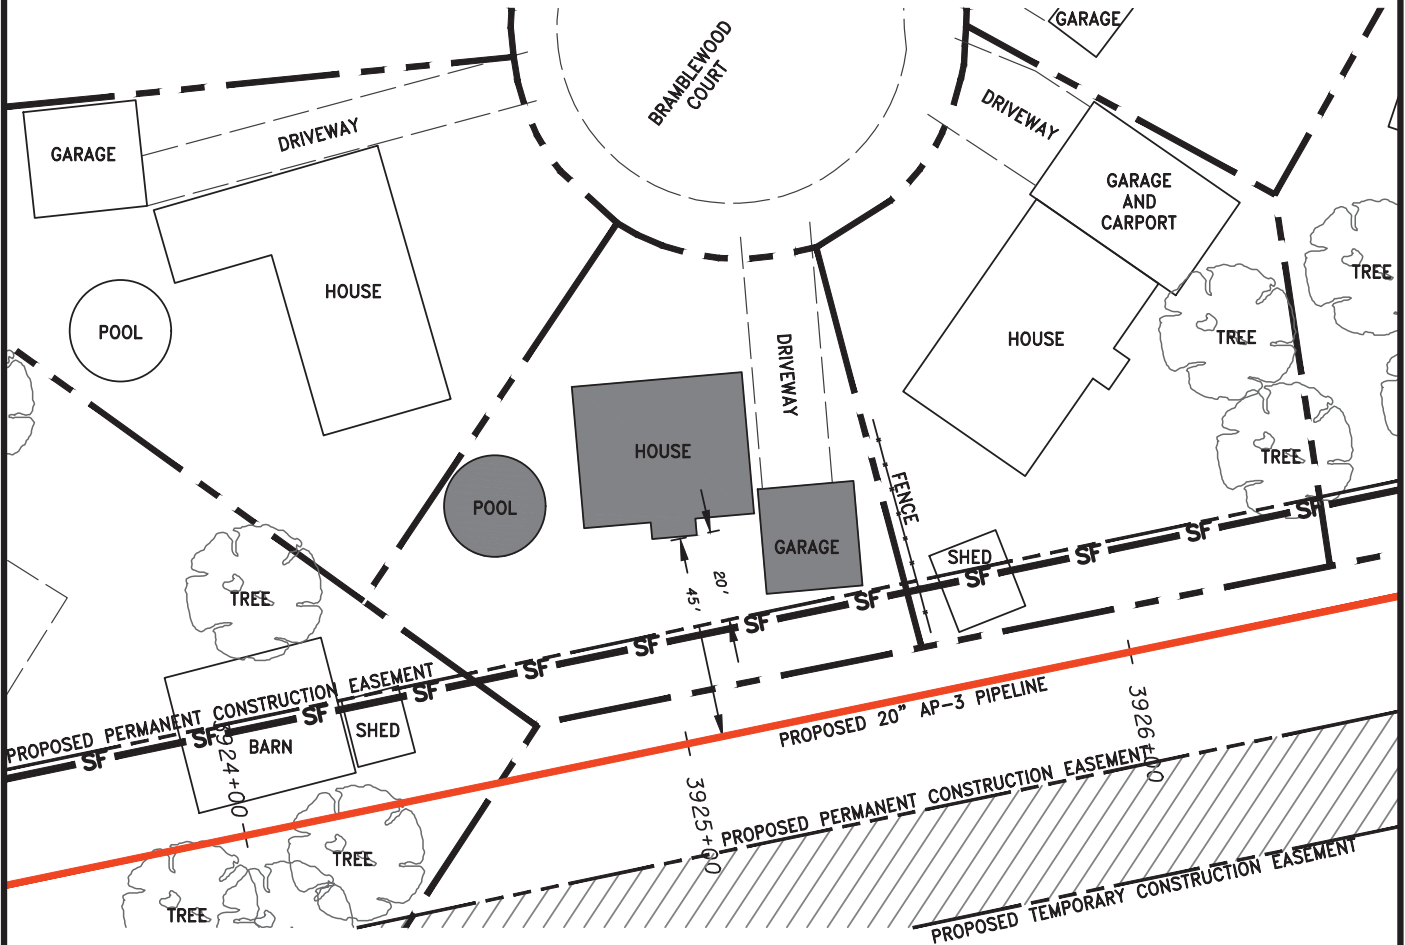 GARAGE
BRAMBLEWOOD
COURT
DRIVEWAY
DRIVEWAY
GARAGE
GARAGE
AND
CARPORT
TREE
HOUSE
POOL
HOUSE
TREE
DRIVEWAY
HOUSE
TREE
POOL
FENCE
GARAGE
SHED
SF
SF
SF
SF
SF
SF
SF
SF
SF
SF
SF
SF
20'
45'
TREE
PROPOSED PERMANENT CONSTRUCTION EASEMENT
BARN
SHED
3924+00
PROPOSED 20" AP-3 PIPELINE
3926+00
3925+00
PROPOSED PERMANENT CONSTRUCTION EASEMENT
TREE
TREE
PROPOSED TEMPORARY CONSTRUCTION EASEMENT